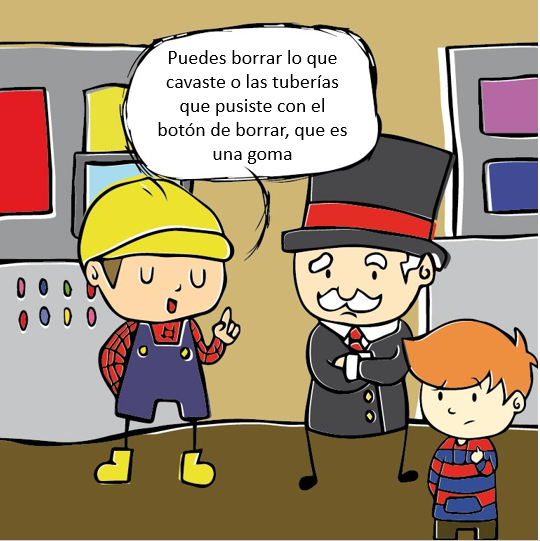 Puedes borrar lo que
cavaste o las tuberías
que pusiste con el
botón de borrar, que es
una goma